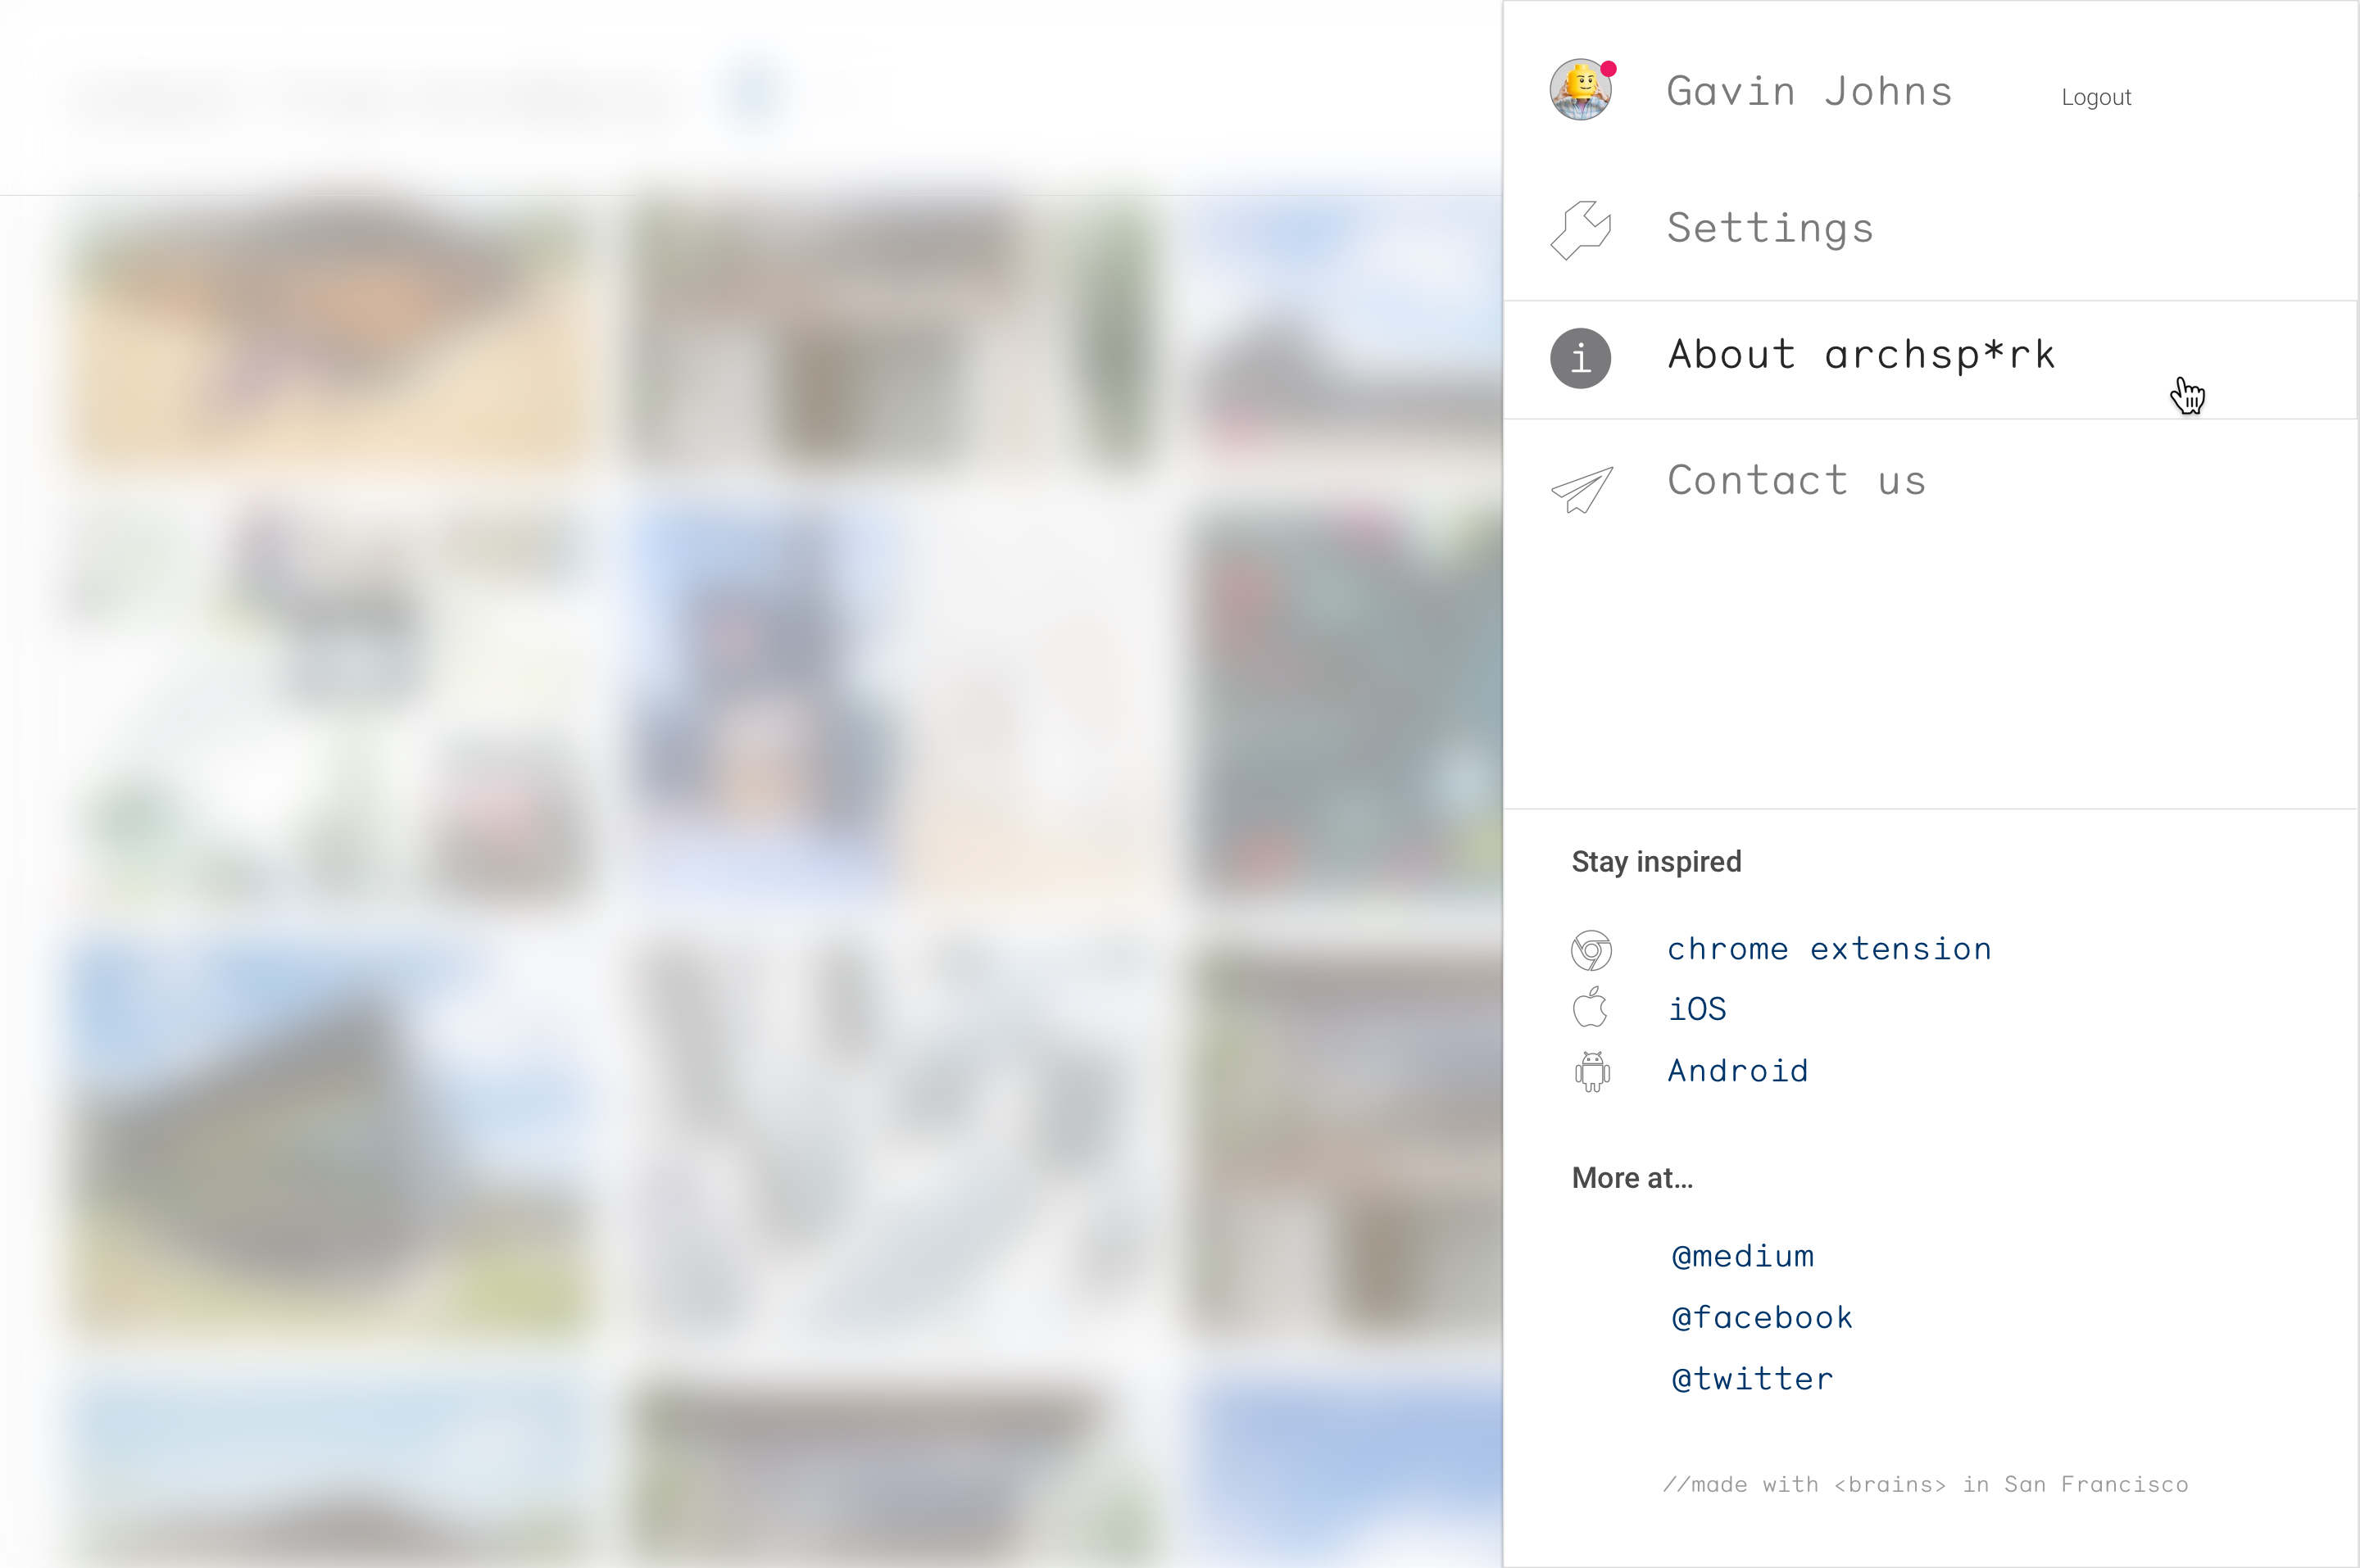 Gavin Johns Logout
Settings
i About archsp*rk
Contact us
Stay inspired
chrome extension
iOS
Android
More at...
@medium
@facebook
@twitter
//made with <brains> in San Francisco